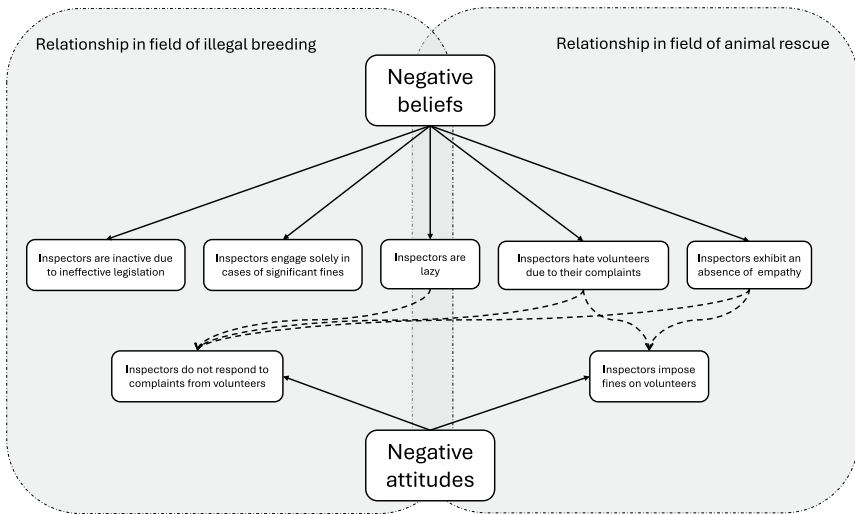 Relationship in field of illegal breeding
Relationship in field of animal rescue
Negative
beliefs
Inspectors are inactive due
to ineffective legislation
Inspectors engage solely in
cases of significant fines
Inspectors are
lazy
Inspectors hate volunteers
due to their complaints
Inspectors exhibit an
absence of empathy
Inspectors do not respond to
complaints from volunteers
Inspectors impose
fines on volunteers
Negative
attitudes